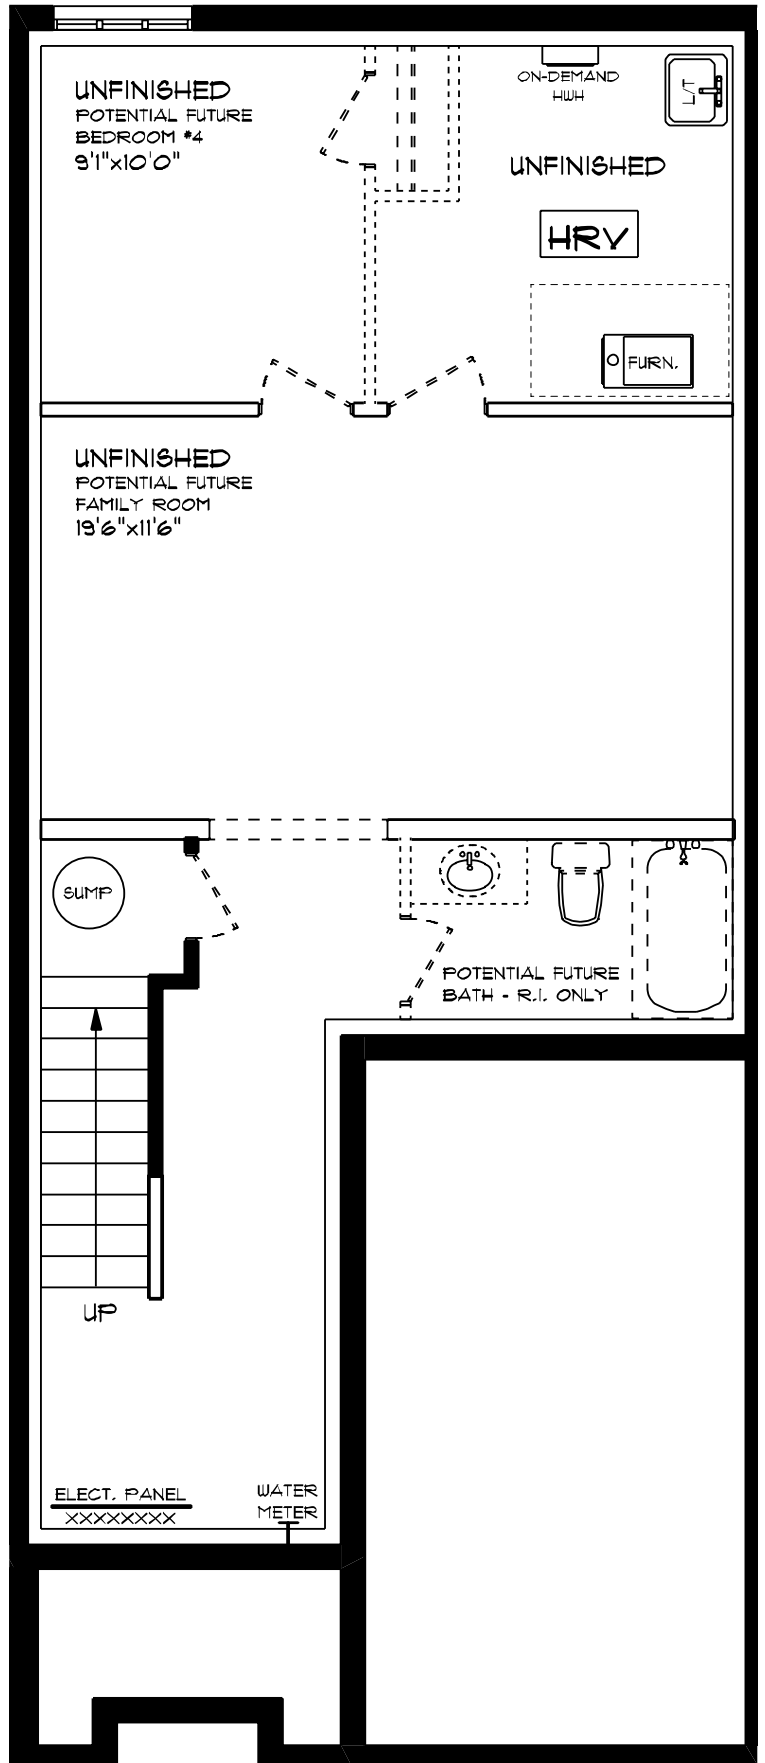 UNFINISHED
POTENTIAL FUTURE
BEDROOM #4
9'1"x10'0"
ON-DEMAND
HWH
L/T
UNFINISHED
HRV
FURN.
UNFINISHED
POTENTIAL FUTURE
FAMILY ROOM
19'6"x11'6"
SUMP
POTENTIAL FUTURE
BATH - R.I. ONLY
UP
ELECT. PANEL
XXXXXXXX
WATER
METER